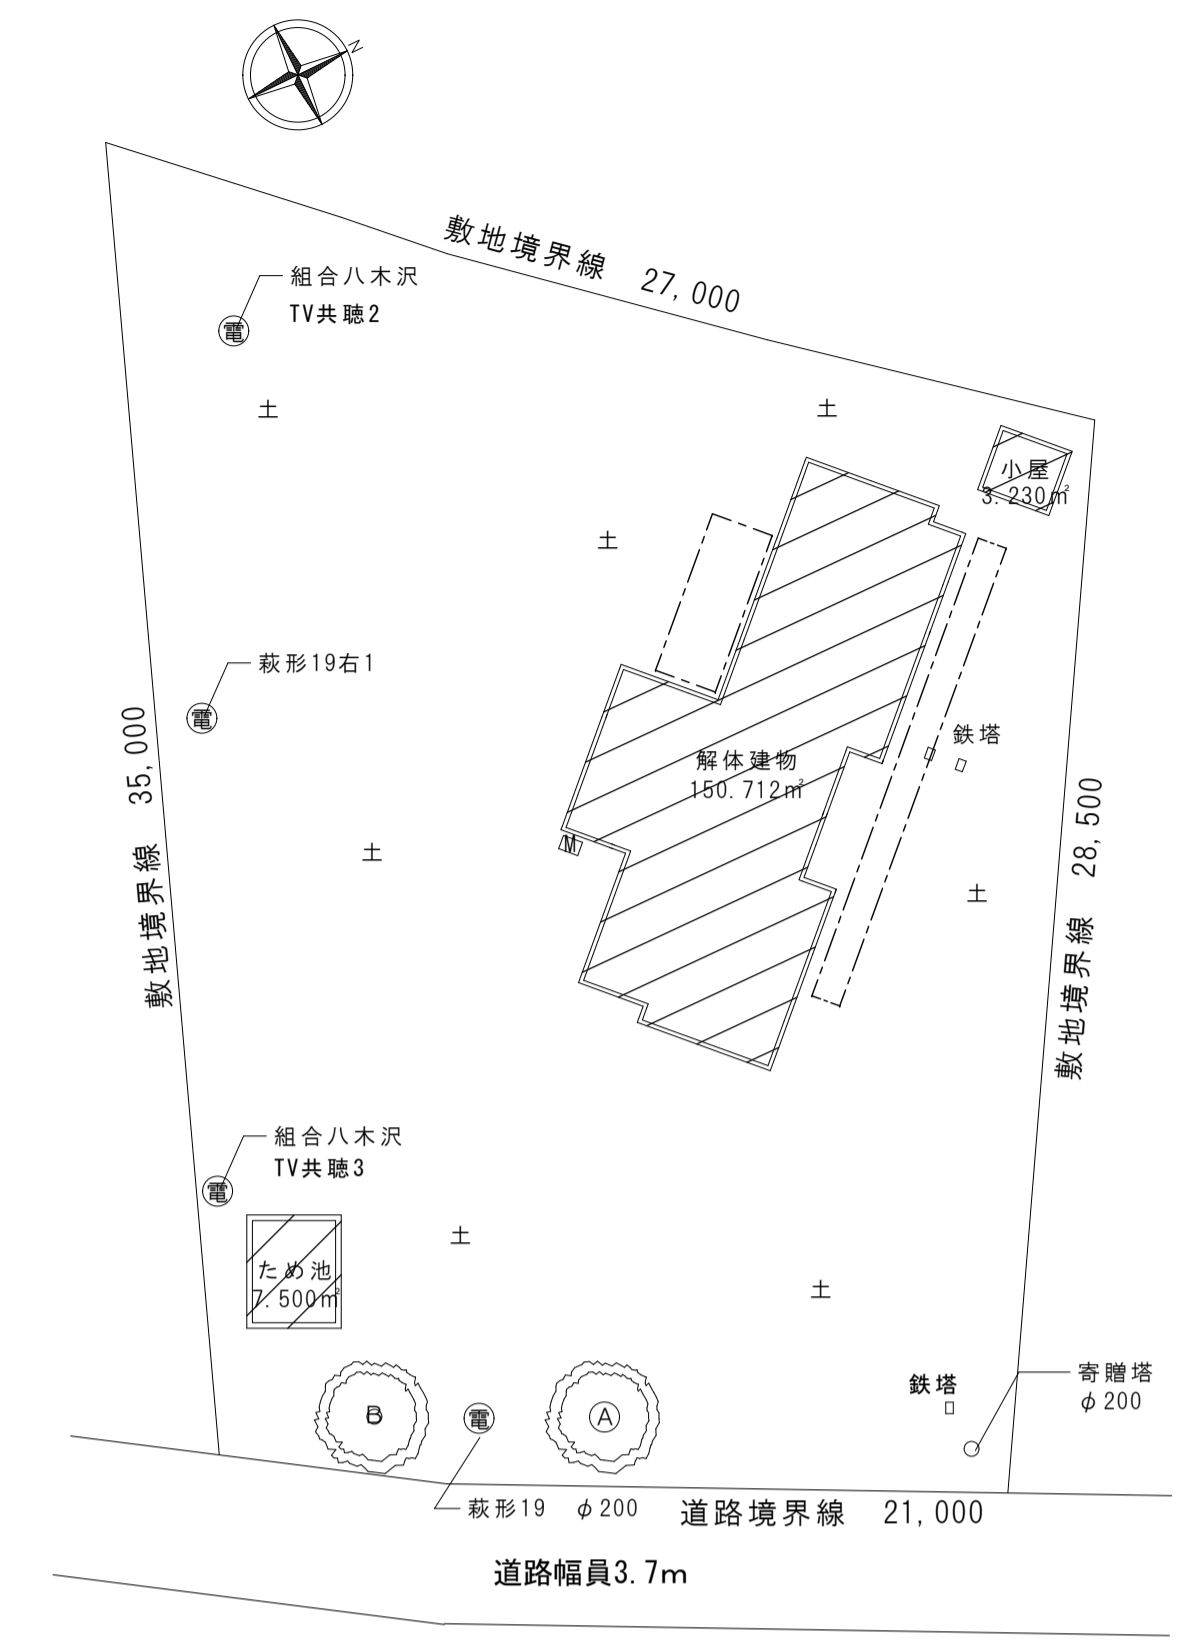 N
敷地境界線　27,000
組合八木沢
TV共聴2
電
土
土
小屋
3.230㎡
土
萩形19右1
電
鉄塔
解体建物
150.712㎡
敷地境界線　35,000
敷地境界線　28,500
M
土
土
組合八木沢
TV共聴3
電
土
ため池
7.500㎡
土
寄贈塔
φ200
鉄塔
B
電
A
萩形19　φ200
道路境界線　21,000
道路幅員3.7m